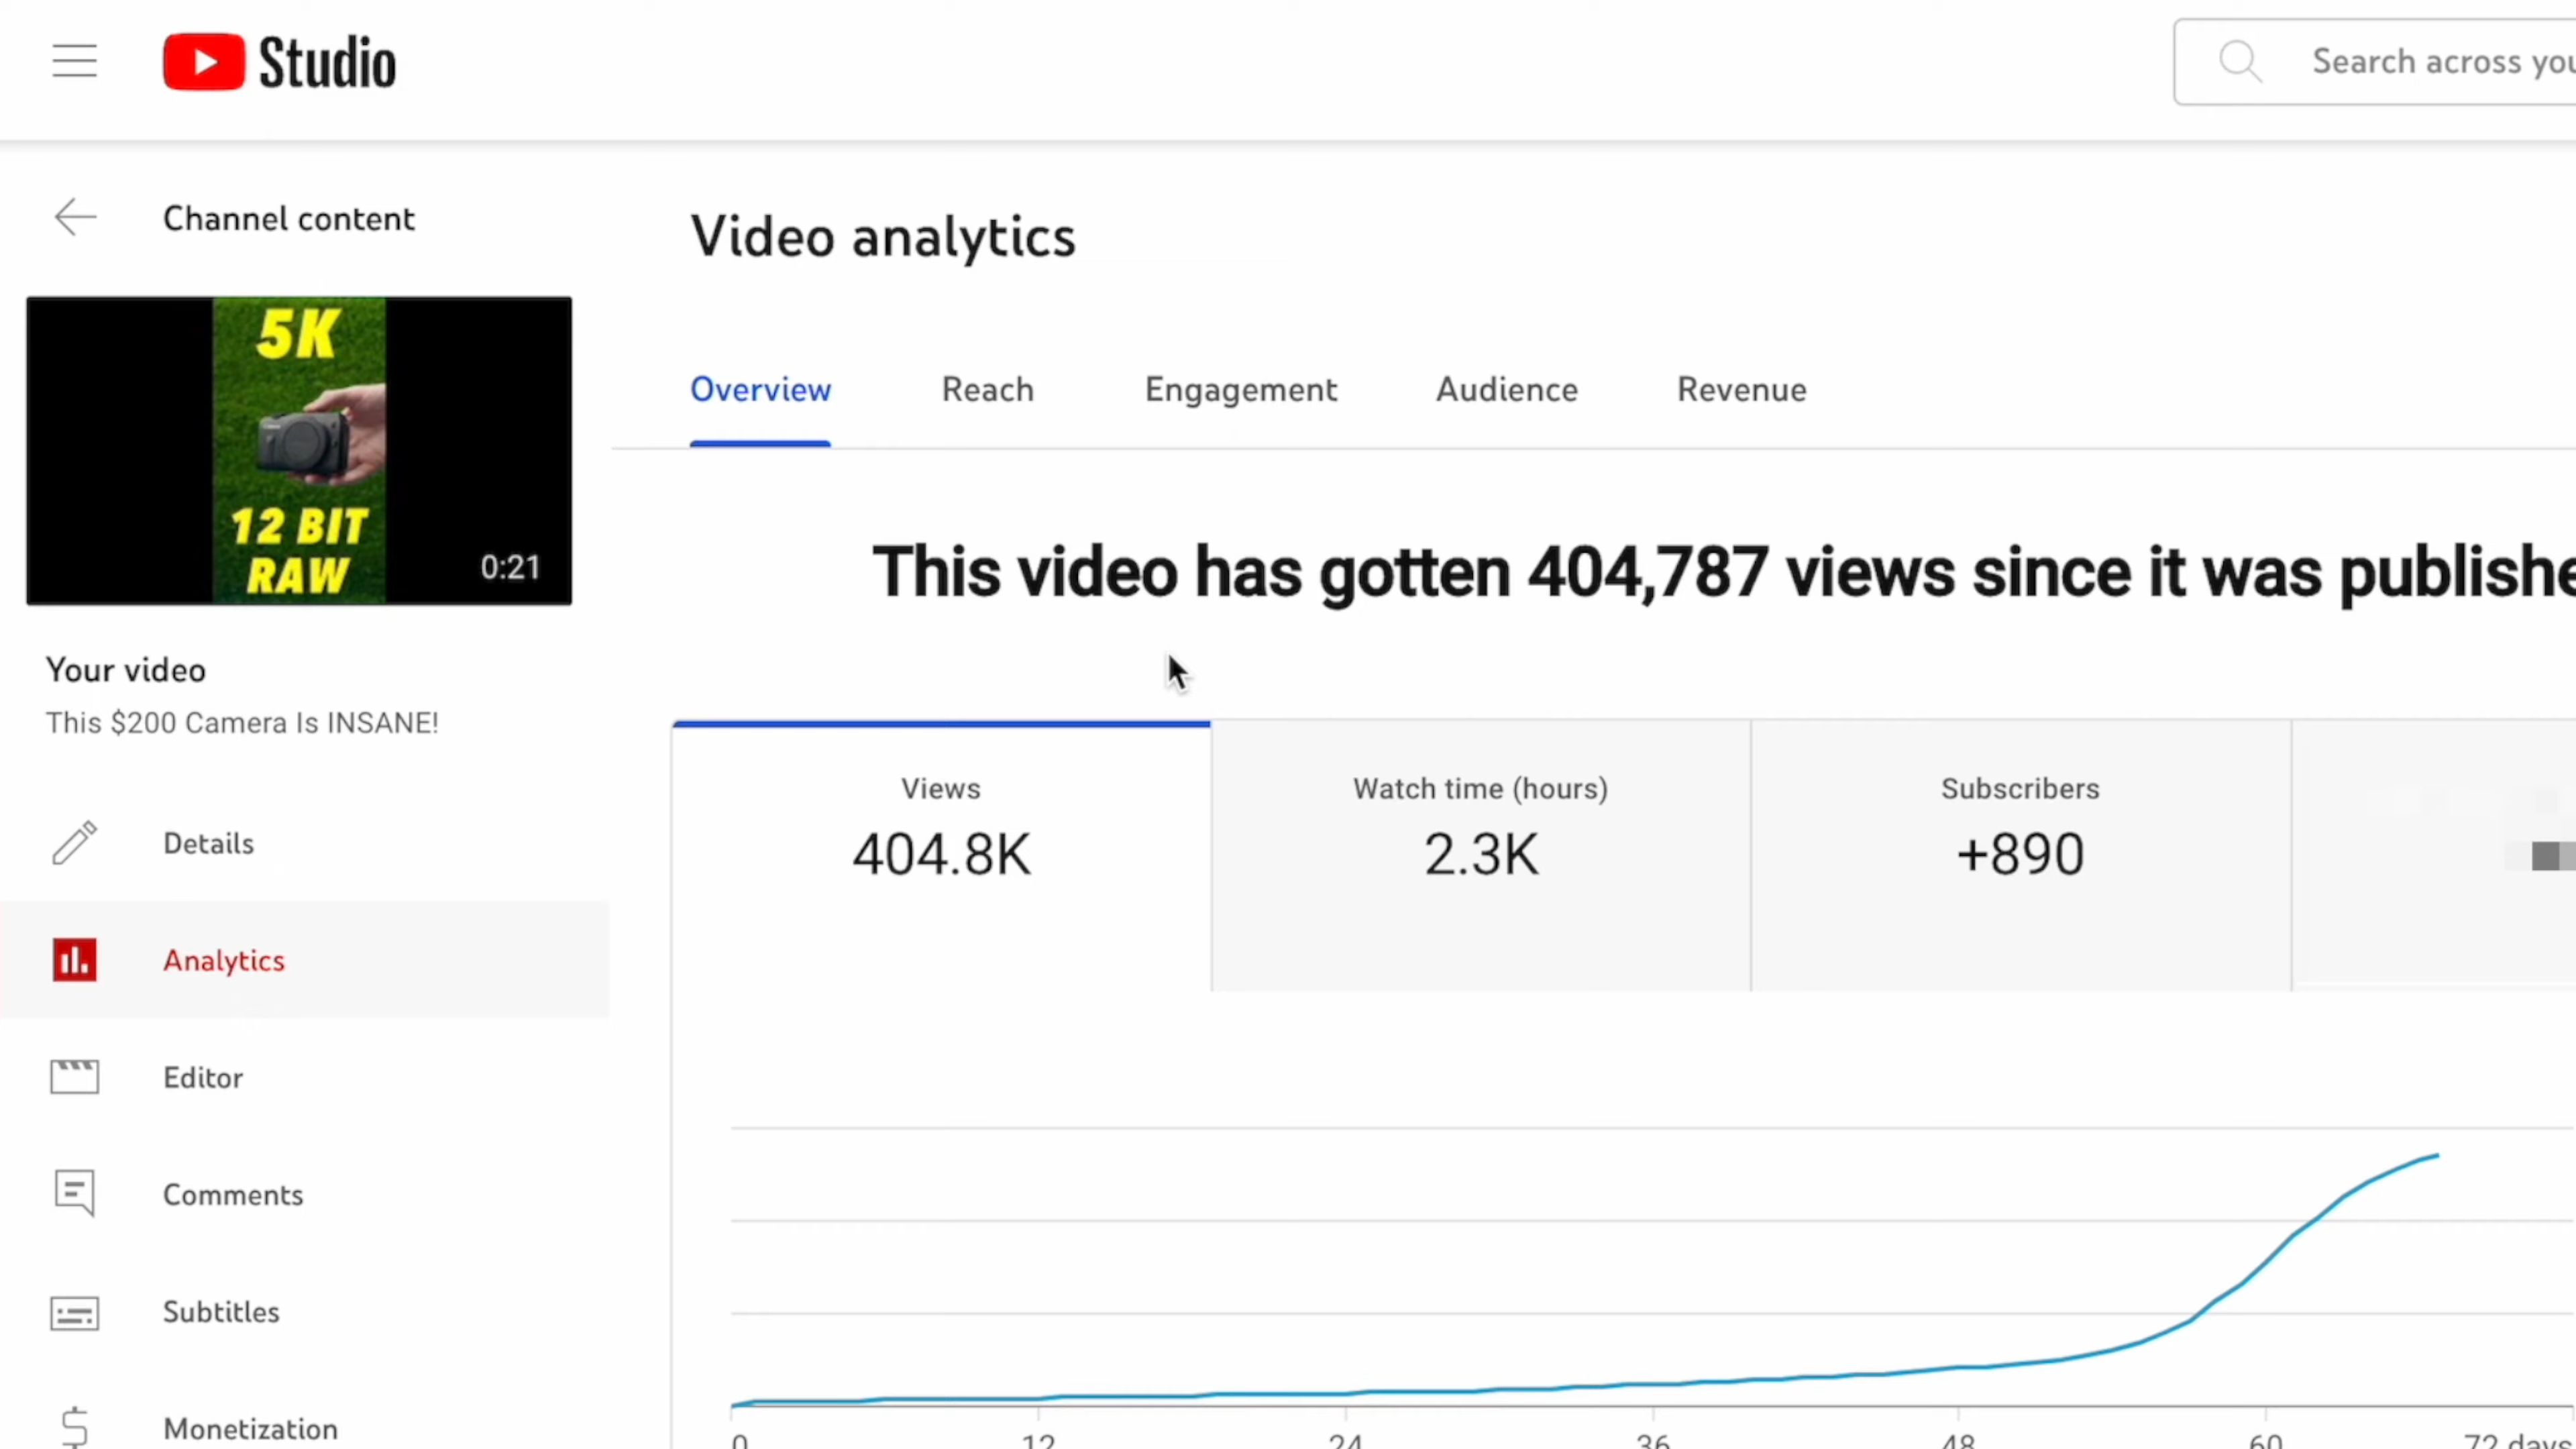 Studio
Search across you
Channel content
Video analytics
5K
12 BIT
RAW
0:21
Overview
Reach
Engagement
Audience
Revenue
This video has gotten 404,787 views since it was publishe
Your video
This $200 Camera Is INSANE!
Views
404.8K
Watch time (hours)
2.3K
Subscribers
+890
Details
Analytics
Editor
Comments
Subtitles
Monetization
0
12
24
36
48
60
72 days